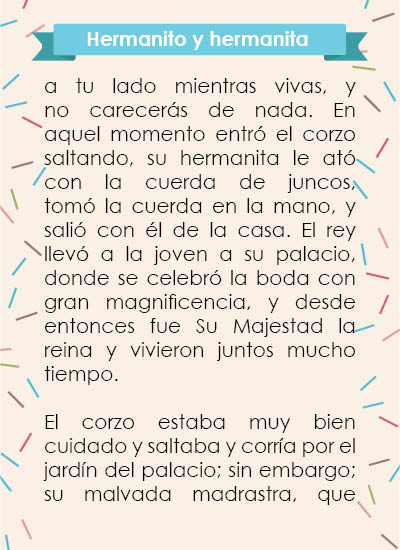 Hermanito y hermanita
a tu lado mientras vivas, y
no carecerás de nada. En
aquel momento entró el corzo
saltando, su hermanita le ató
con la cuerda de juncos,
tomó la cuerda en la mano, y
salió con él de la casa. El rey
llevó a la joven a su palacio,
donde se celebró la boda con
gran magnificencia, y desde
entonces fue Su Majestad la
reina y vivieron juntos mucho
tiempo.
El corzo estaba muy bien
cuidado y saltaba y corría por el
jardín del palacio; sin embargo;
su malvada madrastra, que